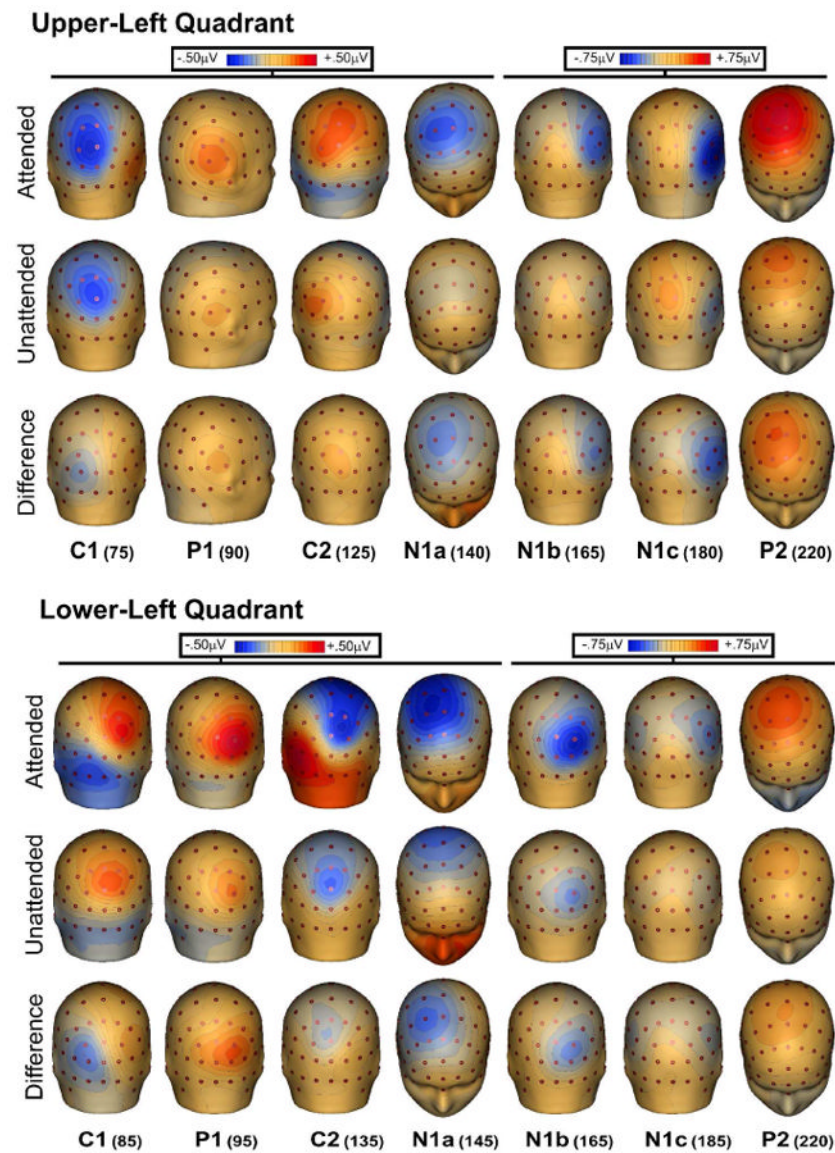 Upper-Left Quadrant
-.50µV +.50µV -.75µV +.75µV
Attended
Unattended
Difference
C1 (75) P1 (90) C2 (125) N1a (140) N1b (165) N1c (180) P2 (220)
Lower-Left Quadrant
-.50µV +.50µV -.75µV +.75µV
Attended
Unattended
Difference
C1 (85) P1 (95) C2 (135) N1a (145) N1b (165) N1c (185) P2 (220)